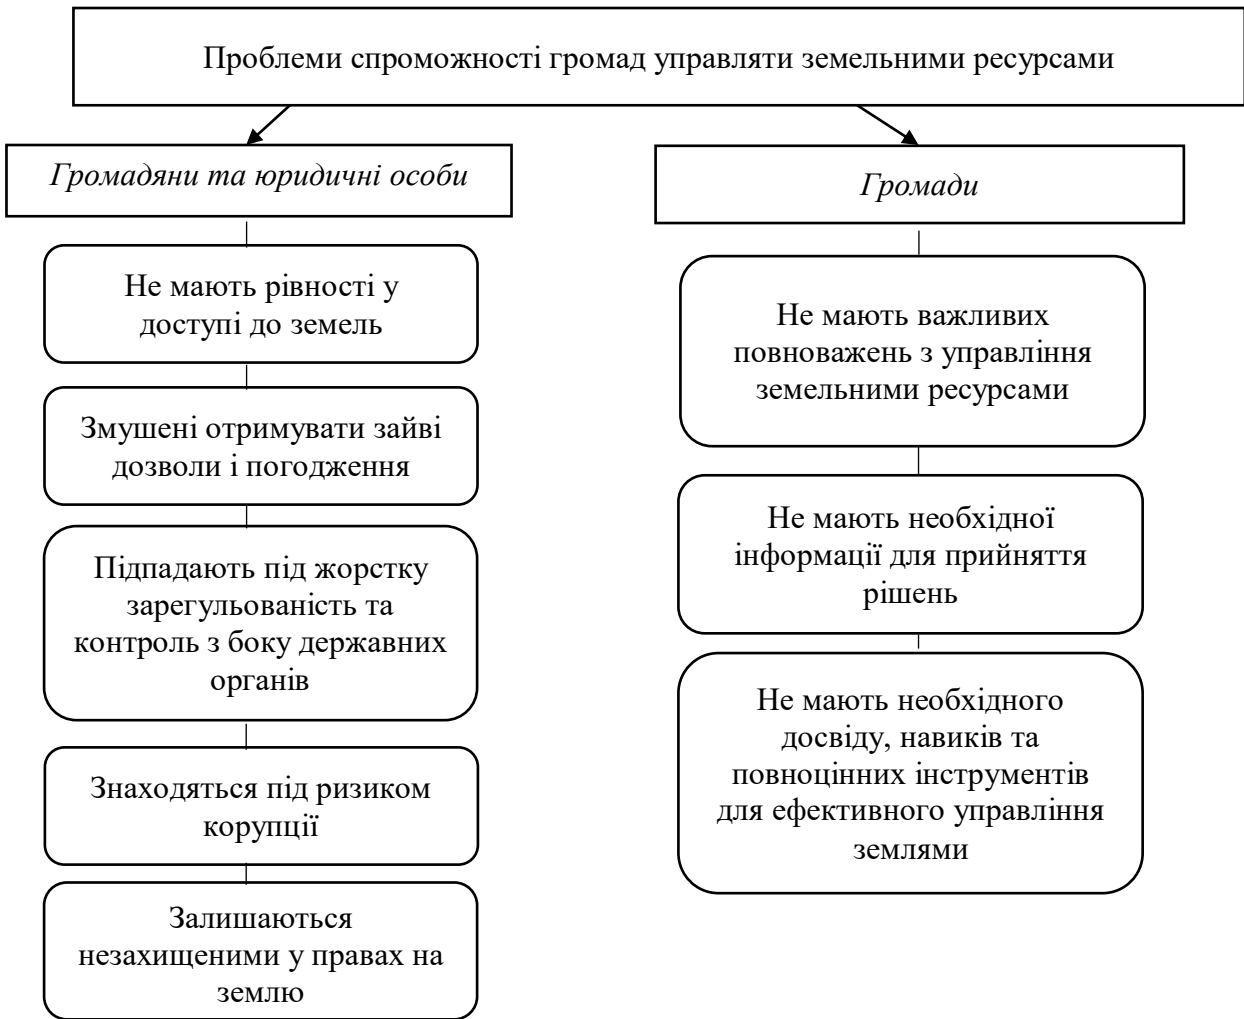 Проблеми спроможності громад управляти земельними ресурсами
Громадяни та юридичні особи
Не мають рівності у
доступі до земель
Змушені отримувати зайві
дозволи і погодження
Підпадають під жорстку
зарегульованість та
контроль з боку державних
органів
Знаходяться під ризиком
корупції
Залишаються
незахищеними у правах на
землю
Громади
Не мають важливих
повноважень з управління
земельними ресурсами
Не мають необхідної
інформації для прийняття
рішень
Не мають необхідного
досвіду, навиків та
повноцінних інструментів
для ефективного управління
землями